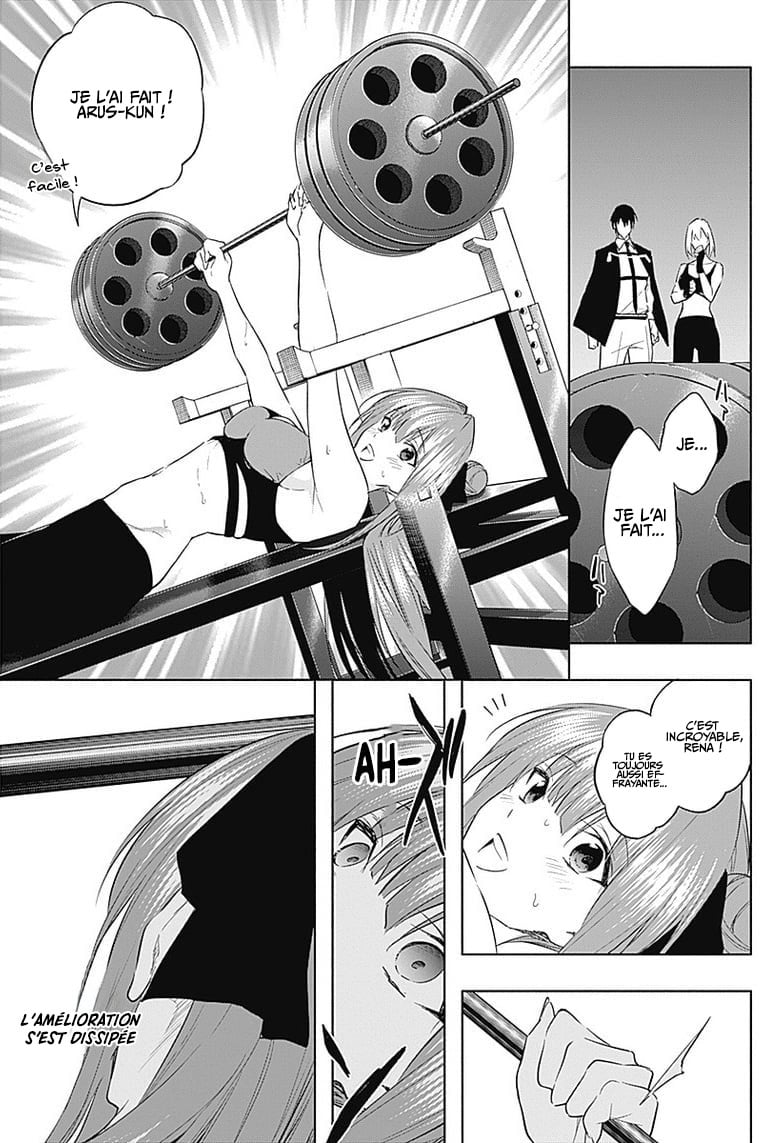 JE...
JE L'AI
FAIT...
JE L'AI FAIT !
ARUS-KUN !
C'est
facile !
C'EST
INCROYABLE,
RENA !
TU ES
TOUJOURS
AUSSI EF-
FRAYANTE...
AH-
L'AMÉLIORATION
S'EST DISSIPÉE